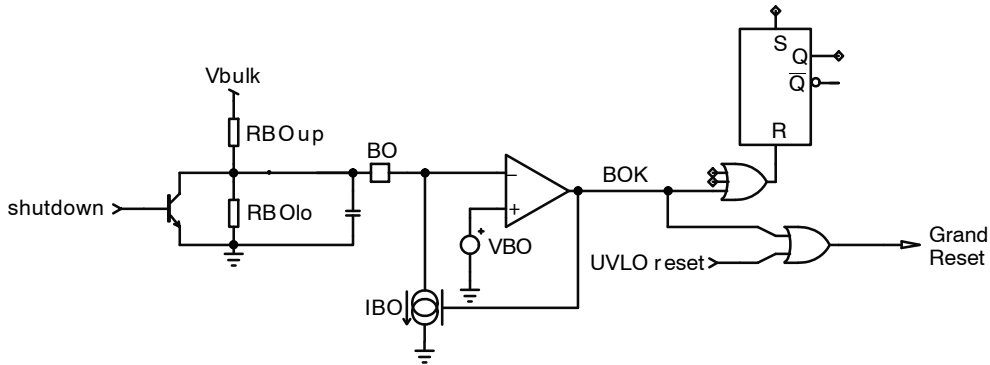 Vbulk
RBOup
shutdown
RBOlo
BO
−
+
VBO
+
IBO
BOK
UVLO reset
S
Q
Q̅
R
Grand
Reset